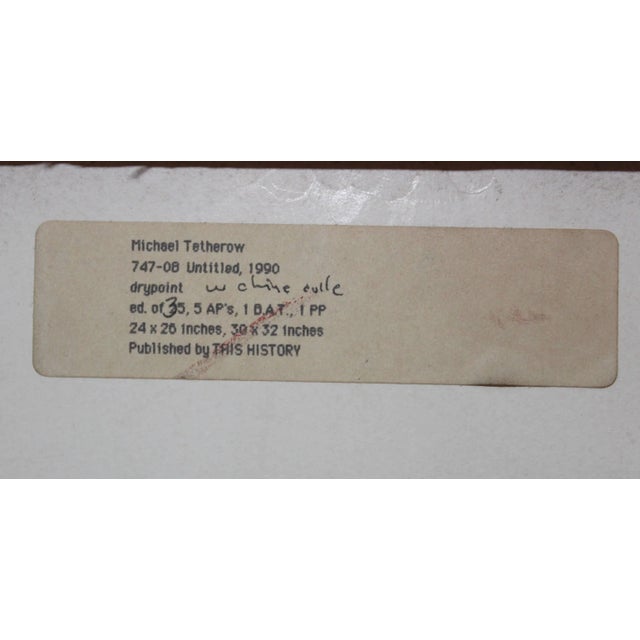 Michael Tetherow
747-08 Untitled, 1990
drypoint w chine colle
ed. of 35, 5 AP's, 1 B.A.T., 1 PP
24 x 26 inches, 30 x 32 inches
Published by THIS HISTORY